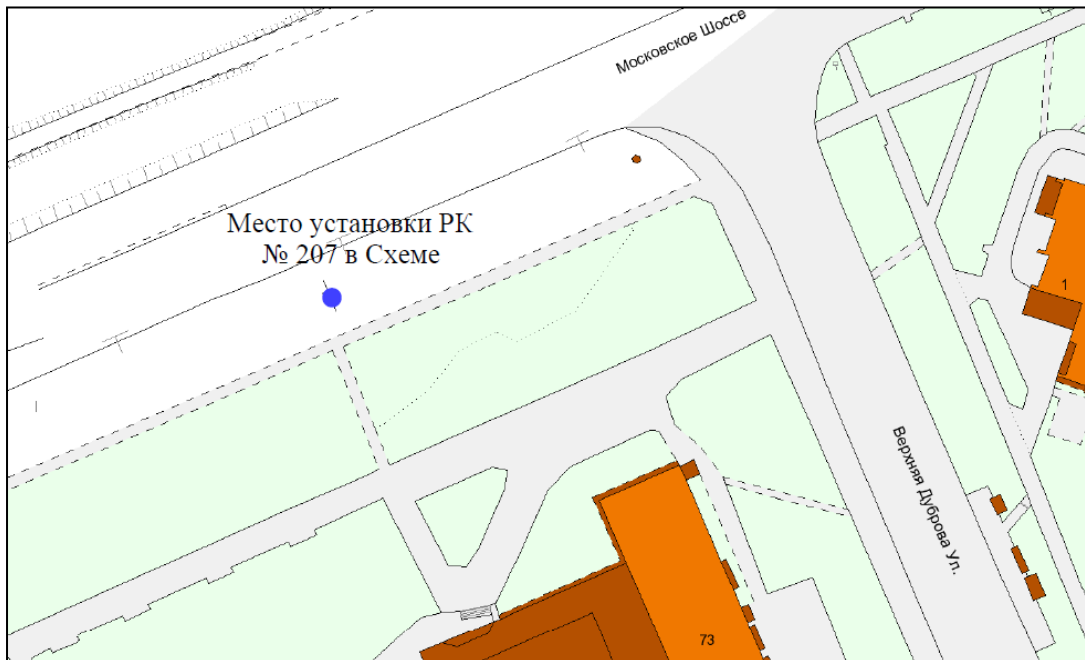 Московское Шоссе
Место установки РК
№ 207 в Схеме
1
Верхняя Дуброва Ул.
73